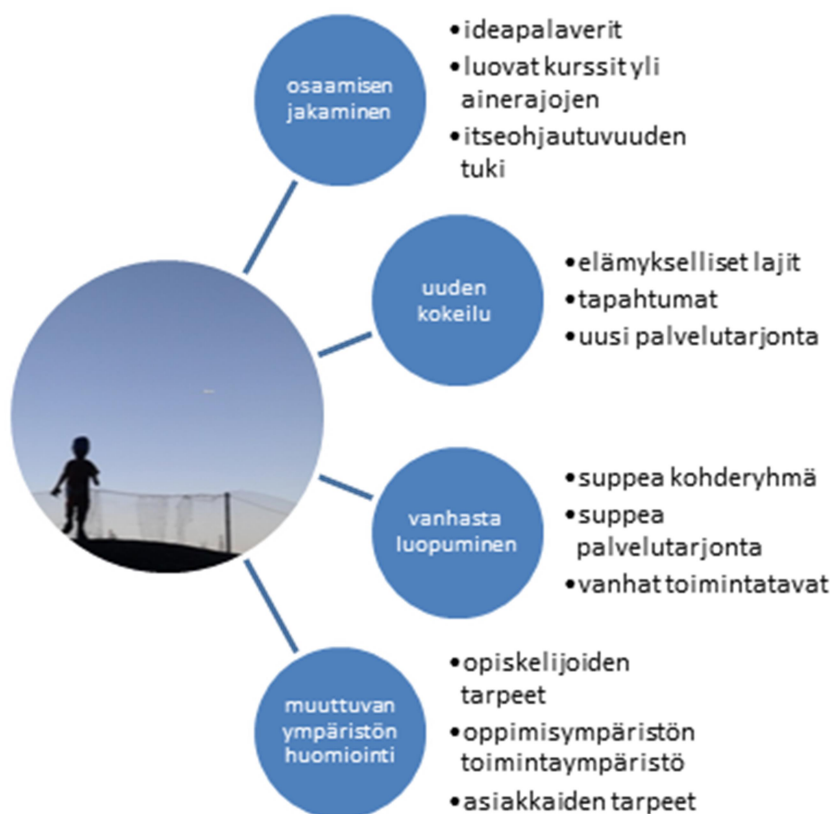 osaamisen
jakaminen
•ideapalaverit
•luovat kurssit yli
ainerajojen
•itseohjautuvuuden
tuki
uuden
kokeilu
•elämykselliset lajit
•tapahtumat
•uusi palvelutarjonta
vanhasta
luopuminen
•suppea kohderyhmä
•suppea
palvelutarjonta
•vanhat toimintatavat
muuttuvan
ympäristön
huomiointi
•opiskelijoiden
tarpeet
•oppimisympäristön
toimintaympäristö
•asiakkaiden tarpeet